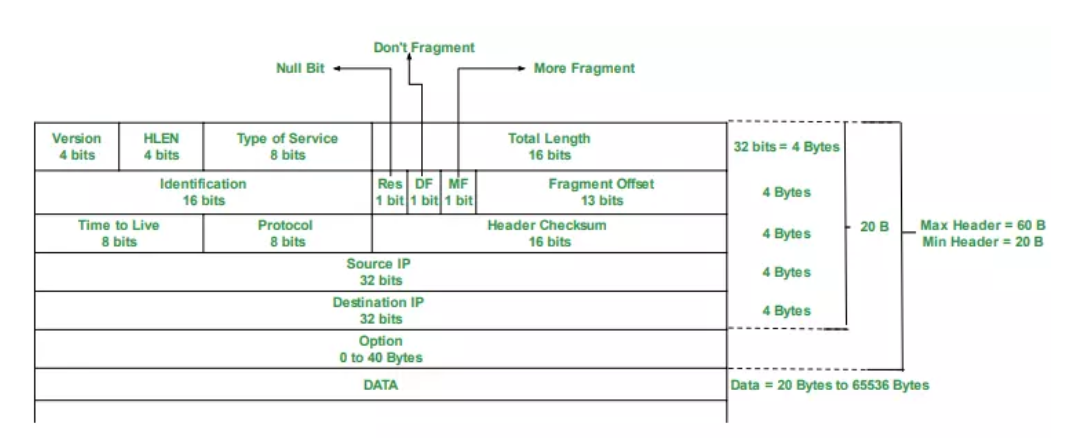 Don't Fragment
Null Bit
More Fragment
Version
4 bits
HLEN
4 bits
Type of Service
8 bits
Total Length
16 bits
32 bits = 4 Bytes
Identification
16 bits
Res
1 bit
DF
1 bit
MF
1 bit
Fragment Offset
13 bits
4 Bytes
Time to Live
8 bits
Protocol
8 bits
Header Checksum
16 bits
4 Bytes
20 B
Max Header = 60 B
Min Header = 20 B
Source IP
32 bits
4 Bytes
Destination IP
32 bits
4 Bytes
Option
0 to 40 Bytes
DATA
Data = 20 Bytes to 65536 Bytes